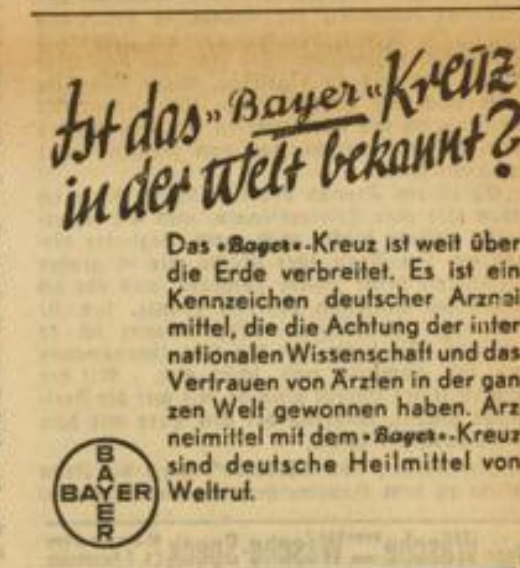 Ist das »Bayer« Kreuz
in der Welt bekannt?
Das »Bayer«-Kreuz ist weit über
die Erde verbreitet. Es ist ein
Kennzeichen deutscher Arznei
mittel, die die Achtung der inter
nationalen Wissenschaft und das
Vertrauen von Ärzten in der gan
zen Welt gewonnen haben. Arz
neimittel mit dem »Bayer«-Kreuz
sind deutsche Heilmittel von
Weltruf.
BAYER
BAYER